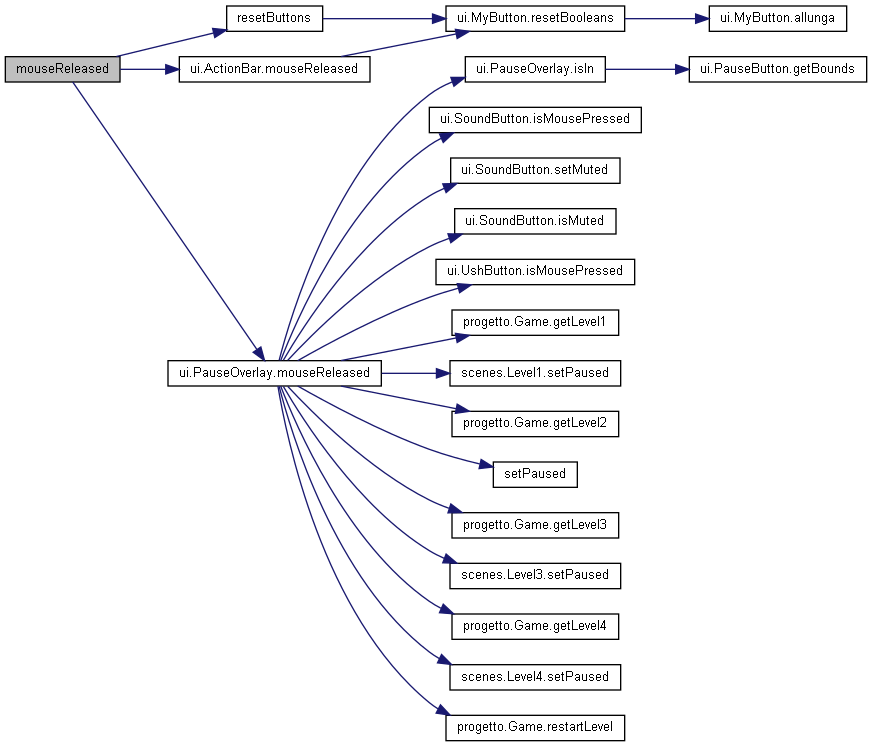 resetButtons
ui.MyButton.resetBooleans
ui.MyButton.allunga
mouseReleased
ui.ActionBar.mouseReleased
ui.PauseOverlay.isIn
ui.PauseButton.getBounds
ui.SoundButton.isMousePressed
ui.SoundButton.setMuted
ui.SoundButton.isMuted
ui.UshButton.isMousePressed
progetto.Game.getLevel1
ui.PauseOverlay.mouseReleased
scenes.Level1.setPaused
progetto.Game.getLevel2
setPaused
progetto.Game.getLevel3
scenes.Level3.setPaused
progetto.Game.getLevel4
scenes.Level4.setPaused
progetto.Game.restartLevel